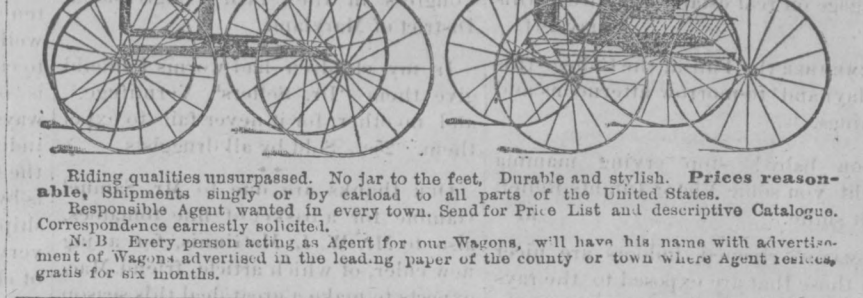 Riding qualities unsurpassed. No jar to the feet, Durable and stylish. Prices reason-
able, Shipments singly or by carload to all parts of the United States.
Responsible Agent wanted in every town. Send for Price List and descriptive Catalogue.
Correspondence earnestly solicited.
N. B Every person acting as Agent for our Wagons, will have his name with advertise-
ment of Wagons advertised in the leading paper of the county or town where Agent resides,
gratis for six months.